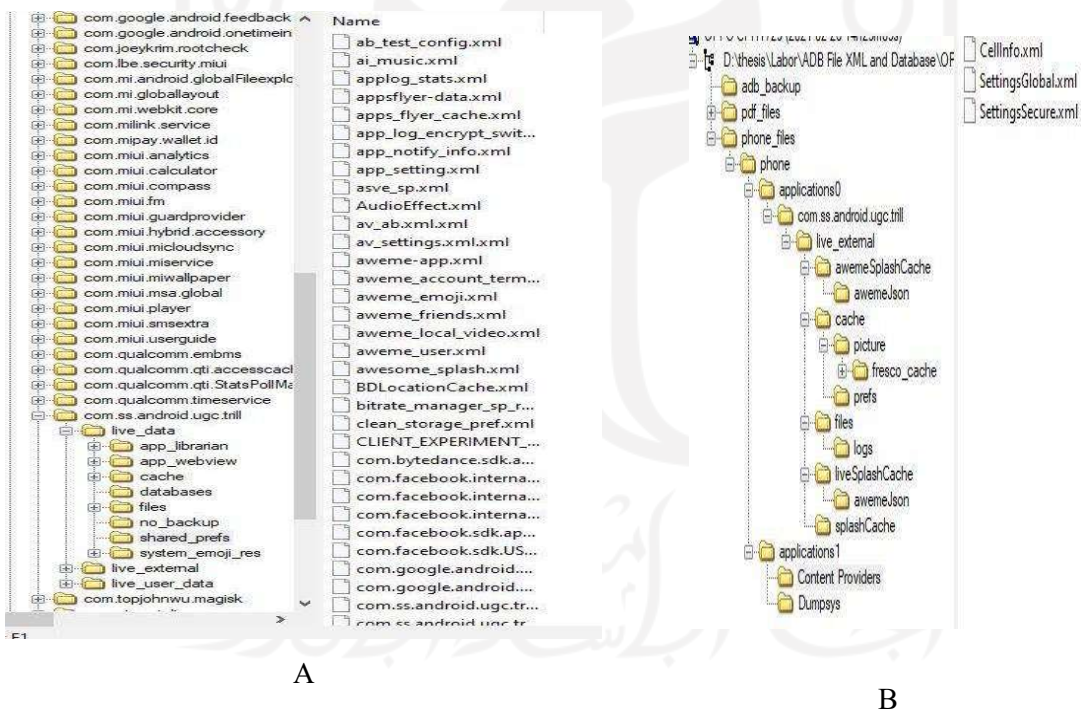 com.google.android.feedback
com.google.android.onetimein
com.joeykrim.rootcheck
com.lbe.security.miui
com.mi.android.globalFileexplo
com.mi.globallayout
com.mi.webkit.core
com.milink.service
com.mipay.wallet.id
com.miui.analytics
com.miui.calculator
com.miui.compass
com.miui.fm
com.miui.guardprovider
com.miui.hybrid.accessory
com.miui.micloudsync
com.miui.miservice
com.miui.miwallpaper
com.miui.msa.global
com.miui.player
com.miui.smsextra
com.miui.userguide
com.qualcomm.embms
com.qualcomm.qti.accesscacl
com.qualcomm.qti.StatsPollMa
com.qualcomm.timeservice
com.ss.android.ugc.trill
live_data
app_librarian
app_webview
cache
databases
files
no_backup
shared_prefs
system_emoji_res
live_external
live_user_data
com.topjohnwu.magisk
Name
ab_test_config.xml
ai_music.xml
applog_stats.xml
appsflyer-data.xml
apps_flyer_cache.xml
app_log_encrypt_swit...
app_notify_info.xml
app_setting.xml
asve_sp.xml
AudioEffect.xml
av_ab.xml.xml
av_settings.xml.xml
aweme-app.xml
aweme_account_term...
aweme_emoji.xml
aweme_friends.xml
aweme_local_video.xml
aweme_user.xml
awesome_splash.xml
BDLocationCache.xml
bitrate_manager_sp_r...
clean_storage_pref.xml
CLIENT_EXPERIMENT_...
com.bytedance.sdk.a...
com.facebook.interna...
com.facebook.interna...
com.facebook.interna...
com.facebook.sdk.ap...
com.facebook.sdk.US...
com.google.android....
com.google.android....
com.ss.android.ugc.tr...
com.ss.android.ugc.tr
A
D:\thesis\Labor\ADB File XML and Database\OF
adb_backup
pdf_files
phone_files
phone
applications0
com.ss.android.ugc.trill
live_external
awemeSplashCache
awemeJson
cache
picture
fresco_cache
prefs
files
logs
liveSplashCache
awemeJson
splashCache
applications1
Content Providers
Dumpsys
CellInfo.xml
SettingsGlobal.xml
SettingsSecure.xml
B